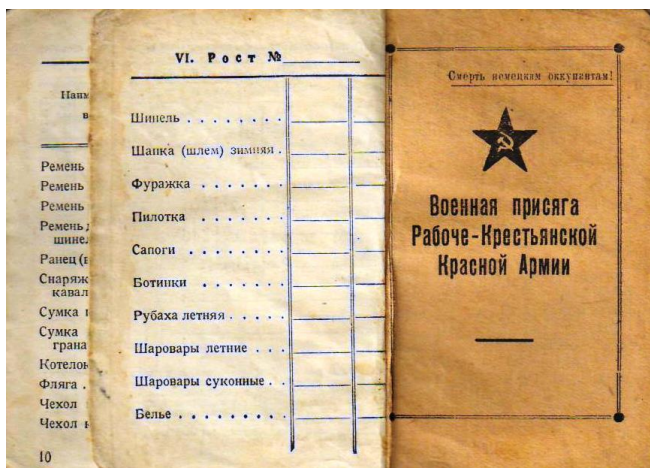 Ремень
Ремень
Ремень
Ремень
шинел
Ранец (в
Снаряж
кавал
Сумка
Сумка
грана
Котелок
Фляга .
Чехол
Чехол
10
VI. Рост №
Шинель . . . . . . . .
Шапка (шлем) зимняя .
Фуражка . . . . . . .
Пилотка . . . . . . .
Сапоги . . . . . . . .
Ботинки . . . . . . .
Рубаха летняя . . . .
Шаровары летние . . .
Шаровары суконные . .
Белье . . . . . . . . .
Смерть немецким оккупантам!
Военная присяга
Рабоче-Крестьянской
Красной Армии